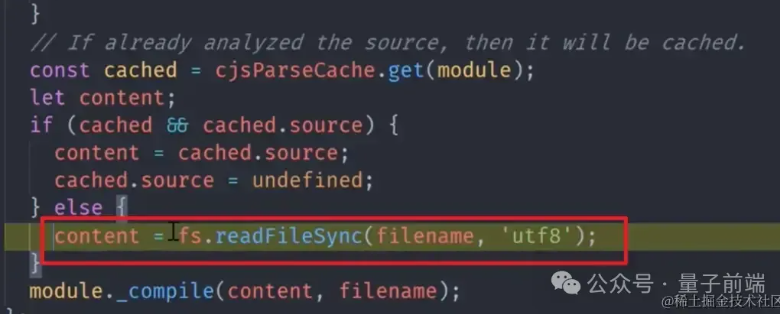 }
// If already analyzed the source, then it will be cached.
const cached = cjsParseCache.get(module);
let content;
if (cached && cached.source) {
content = cached.source;
cached.source = undefined;
} else {
content = fs.readFileSync(filename, 'utf8');
}
module._compile(content, filename);
公众号 · 量子前端
@稀土掘金技术社区